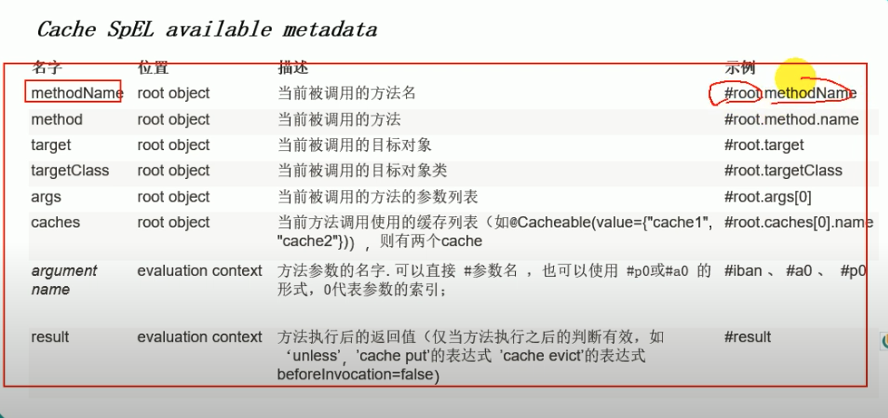 Cache SpEL available metadata
名字 位置 描述 示例
methodName root object 当前被调用的方法名 #root.methodName
method root object 当前被调用的方法 #root.method.name
target root object 当前被调用的目标对象 #root.target
targetClass root object 当前被调用的目标对象类 #root.targetClass
args root object 当前被调用的方法的参数列表 #root.args[0]
caches root object 当前方法调用使用的缓存列表（如@Cacheable(value={"cache1", #root.caches[0].name
"cache2"})），则有两个cache
argument evaluation context 方法参数的名字. 可以直接 #参数名 ，也可以使用 #p0或#a0 的 #iban 、 #a0 、 #p0
name 形式，0代表参数的索引；
result evaluation context 方法执行后的返回值（仅当方法执行之后的判断有效，如 #result
‘unless’，'cache put'的表达式 'cache evict'的表达式
beforeInvocation=false)